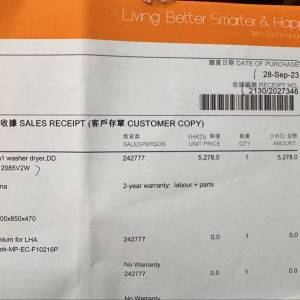 Living Better Smarter & Happ
With Technolog
購買日期 DATE OF PURCHASE
28-Sep-23
收據編號 RECEIPT NO.
2130/2027346
收據 SALES RECEIPT (客戶存單 CUSTOMER COPY)
售貨員 SALESPERSON (HKD) 單價 UNIT PRICE 數量 QTY (HKD) 金額 AMOUNT
1 washer dryer,DD 242777 5,278.0 1 5,278.0
2085V2W
na 2-year warranty: labour + parts
00x850x470
mium for LHA 242777 0.0 1 0.0
ok-MP-EC-F10216P
No Warranty
242777 0.0 1 0.0
No Warranty